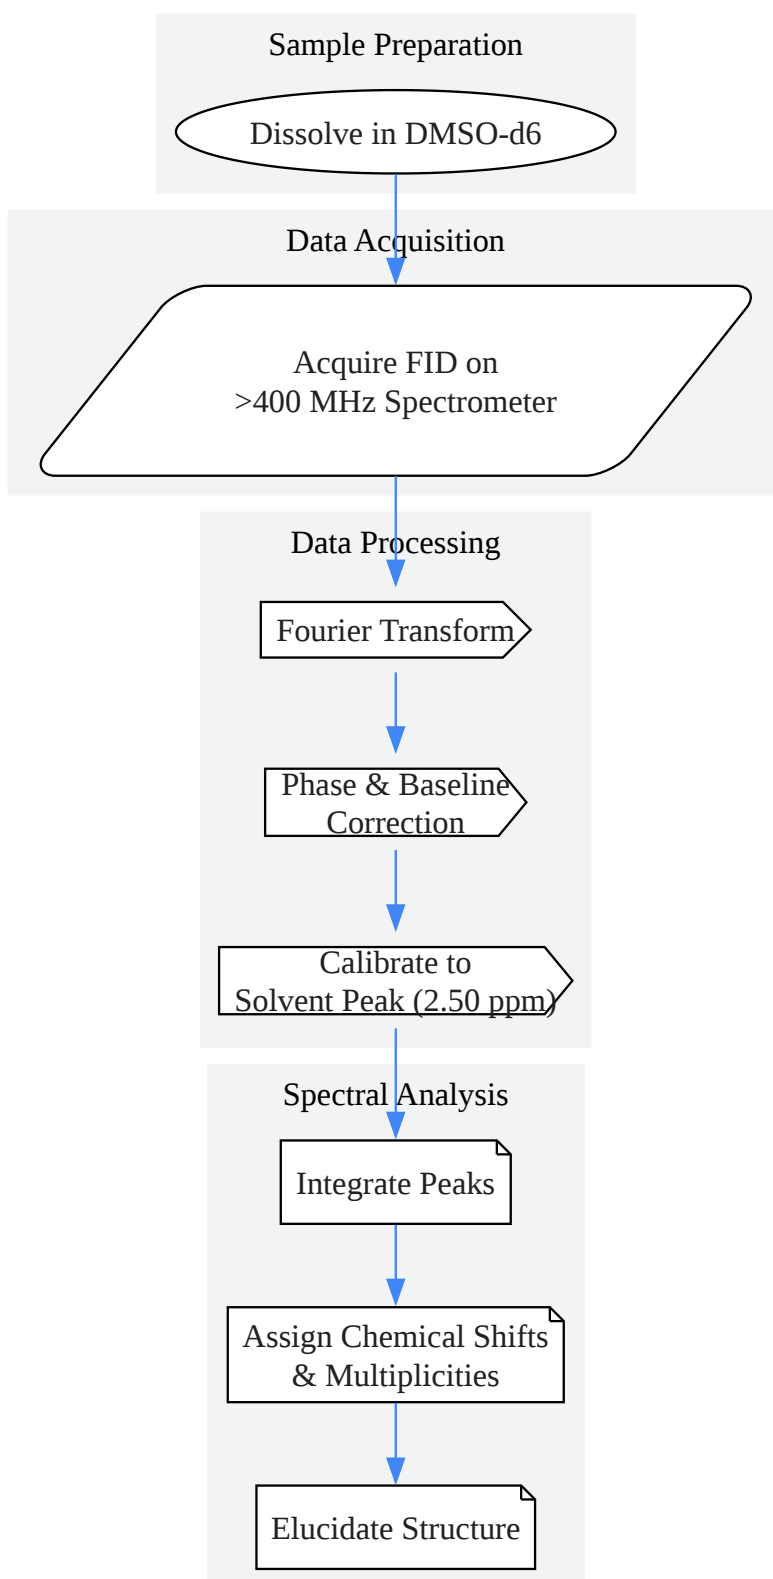 Sample Preparation
Dissolve in DMSO-d6
Data Acquisition
Acquire FID on
>400 MHz Spectrometer
Data Processing
Fourier Transform
Phase & Baseline
Correction
Calibrate to
Solvent Peak (2.50 ppm)
Spectral Analysis
Integrate Peaks
Assign Chemical Shifts
& Multiplicities
Elucidate Structure